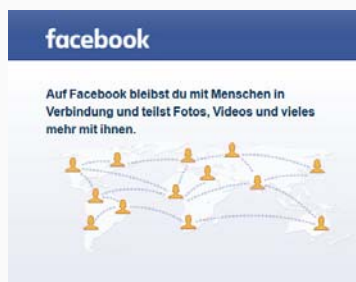 facebook
Auf Facebook bleibst du mit Menschen in
Verbindung und teilst Fotos, Videos und vieles
mehr mit ihnen.